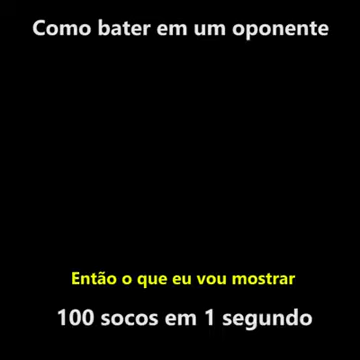 Como bater em um oponente
Então o que eu vou mostrar
100 socos em 1 segundo